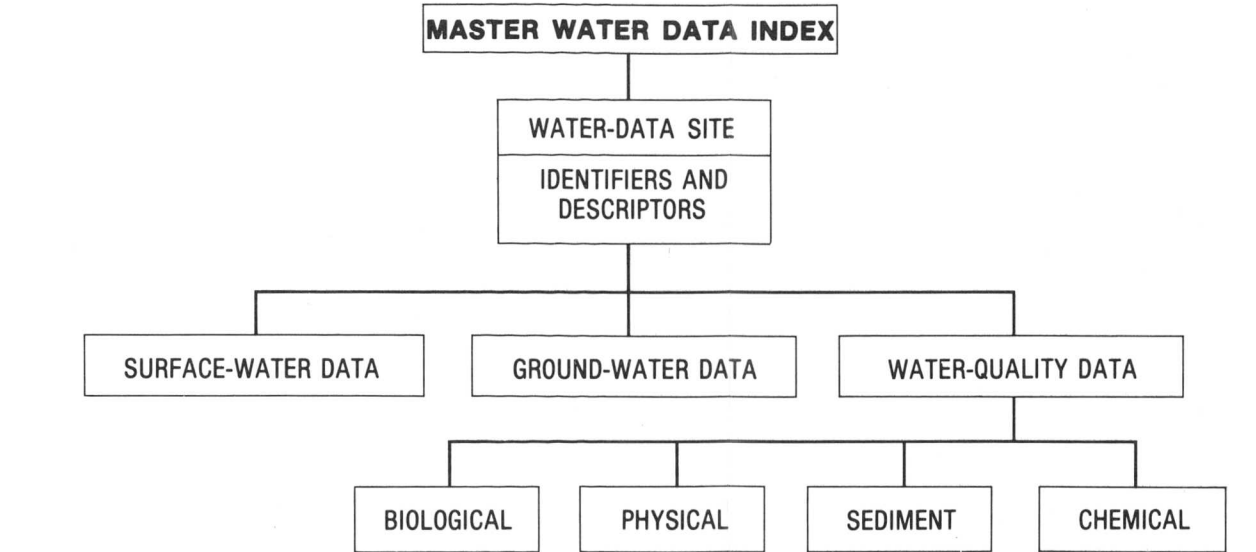 MASTER WATER DATA INDEX
WATER-DATA SITE
IDENTIFIERS AND
DESCRIPTORS
SURFACE-WATER DATA
GROUND-WATER DATA
WATER-QUALITY DATA
BIOLOGICAL
PHYSICAL
SEDIMENT
CHEMICAL